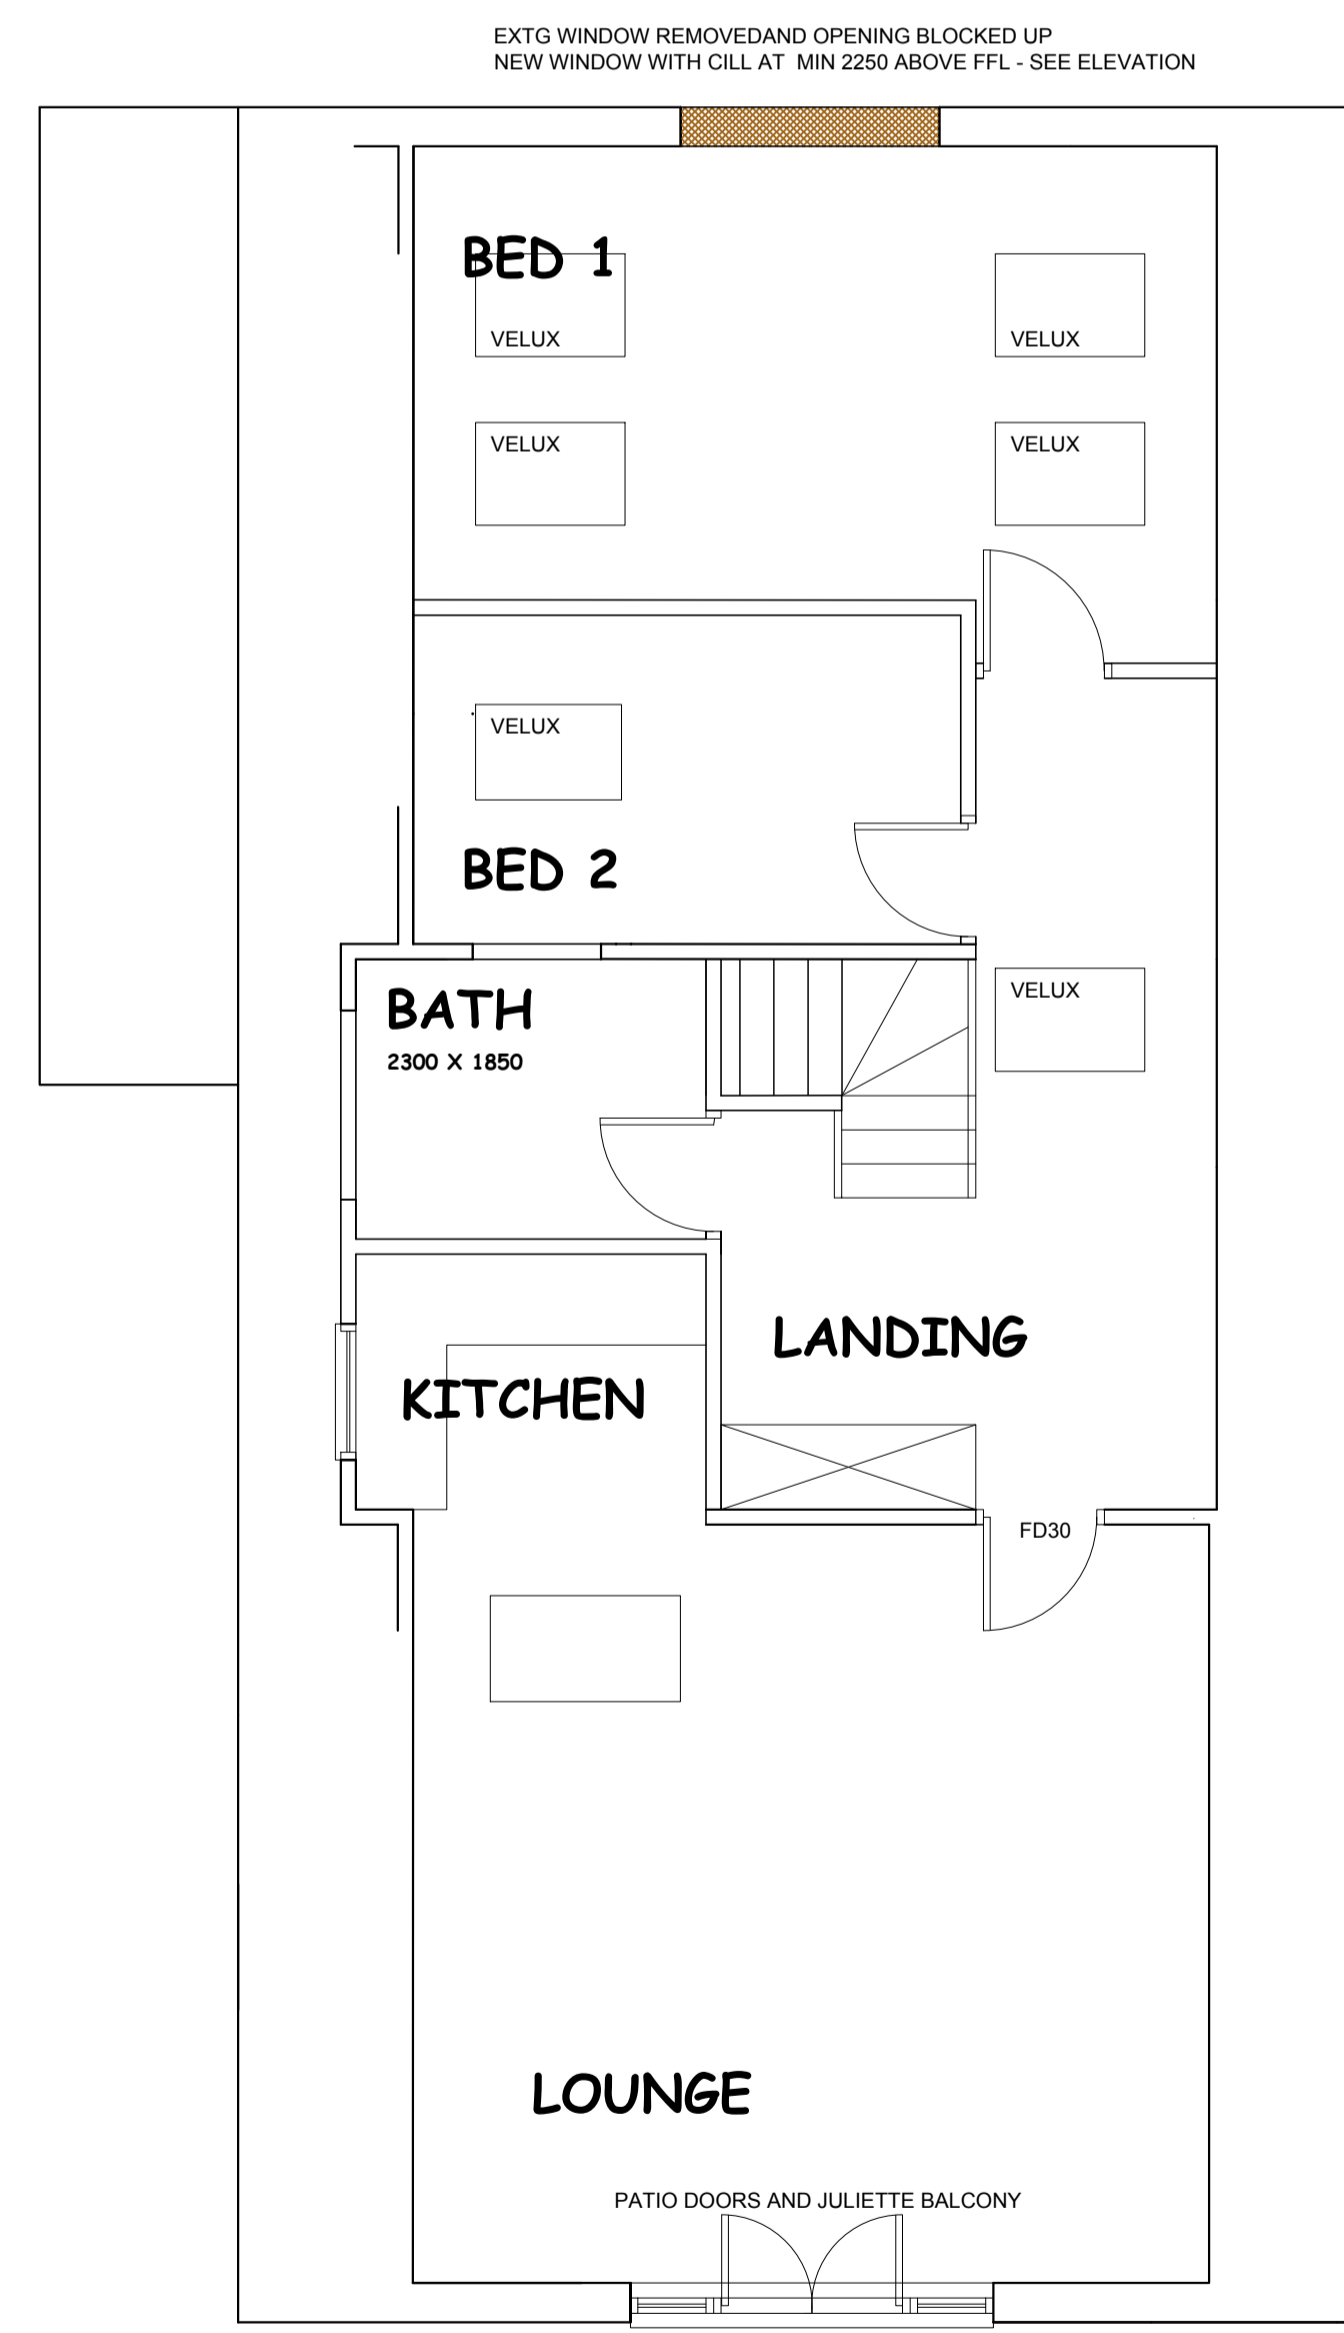 EXTG WINDOW REMOVEDAND OPENING BLOCKED UP
NEW WINDOW WITH CILL AT MIN 2250 ABOVE FFL - SEE ELEVATION
BED 1
VELUX
VELUX
VELUX
VELUX
VELUX
BED 2
BATH
2300 X 1850
VELUX
LANDING
KITCHEN
FD30
LOUNGE
PATIO DOORS AND JULIETTE BALCONY